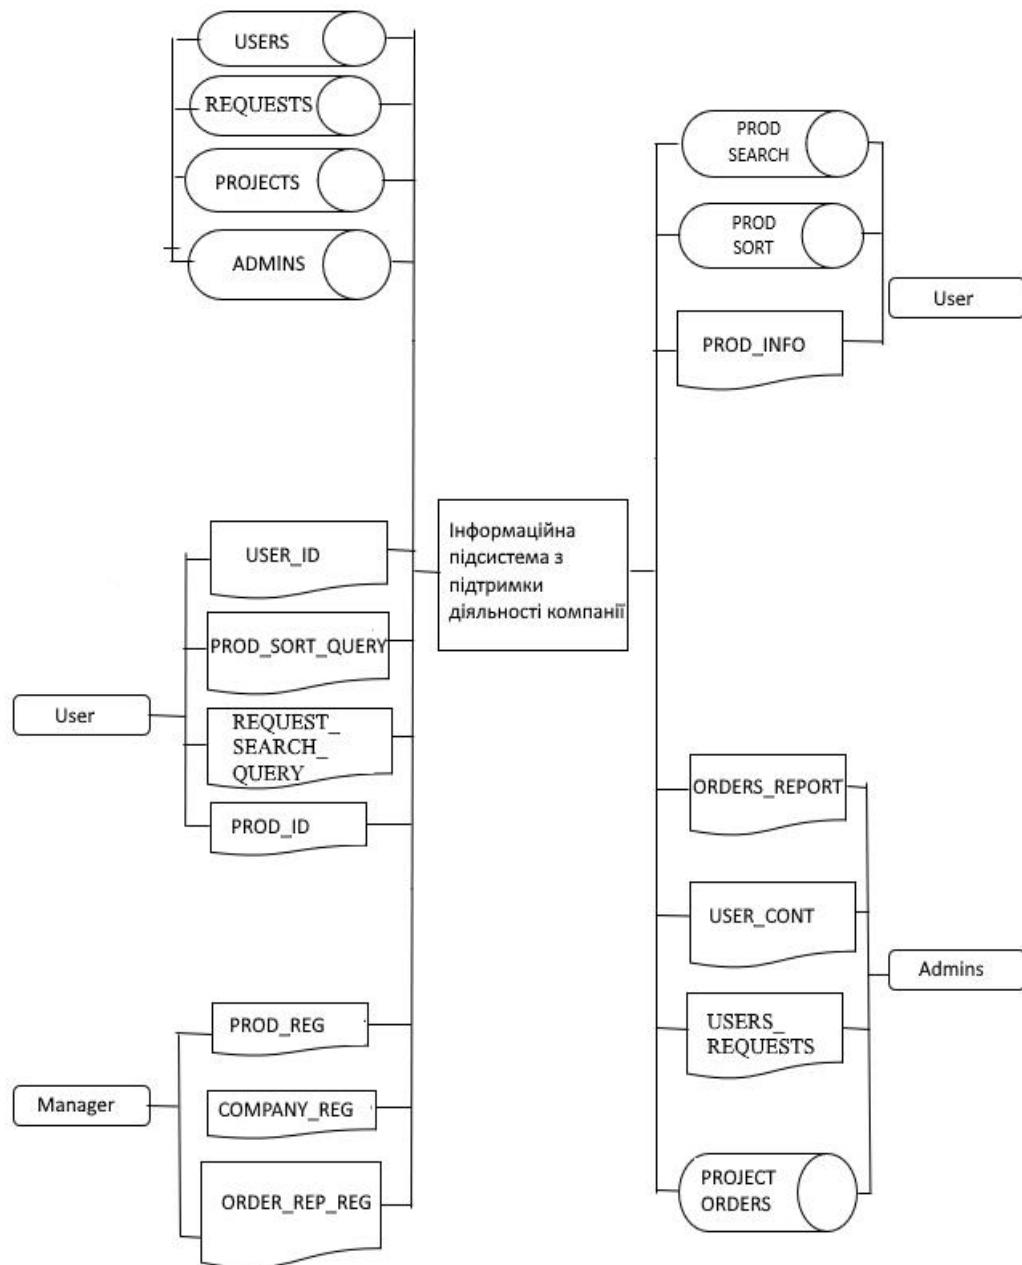 USERS
REQUESTS
PROJECTS
ADMINS
USER_ID
PROD_SORT_QUERY
REQUEST_
SEARCH_
QUERY
PROD_ID
User
PROD_REG
COMPANY_REG
ORDER_REP_REG
Manager
Інформаційна
підсистема з
підтримки
діяльності компанії
PROD
SEARCH
PROD
SORT
PROD_INFO
User
ORDERS_REPORT
USER_CONT
USERS_
REQUESTS
PROJECT
ORDERS
Admins